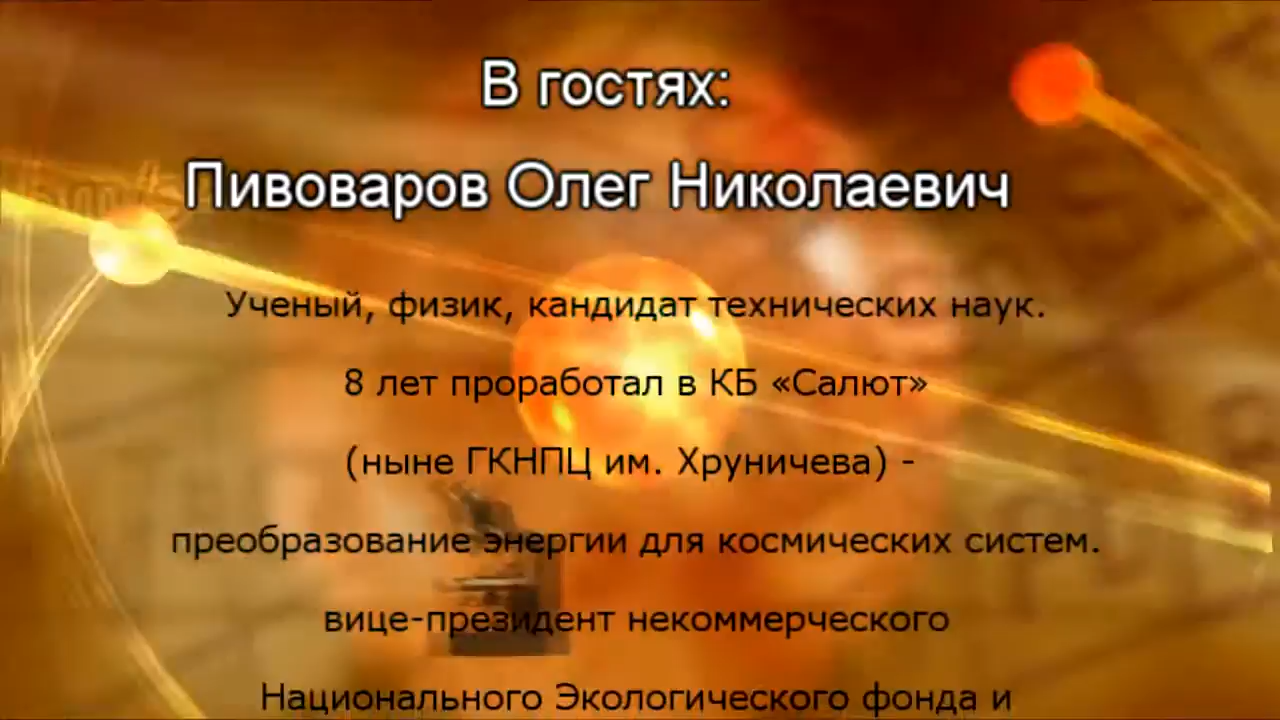 В гостях:
Пивоваров Олег Николаевич
Ученый, физик, кандидат технических наук.
8 лет проработал в КБ «Салют»
(ныне ГКНПЦ им. Хруничева) -
преобразование энергии для космических систем.
вице-президент некоммерческого
Национального Экологического фонда и